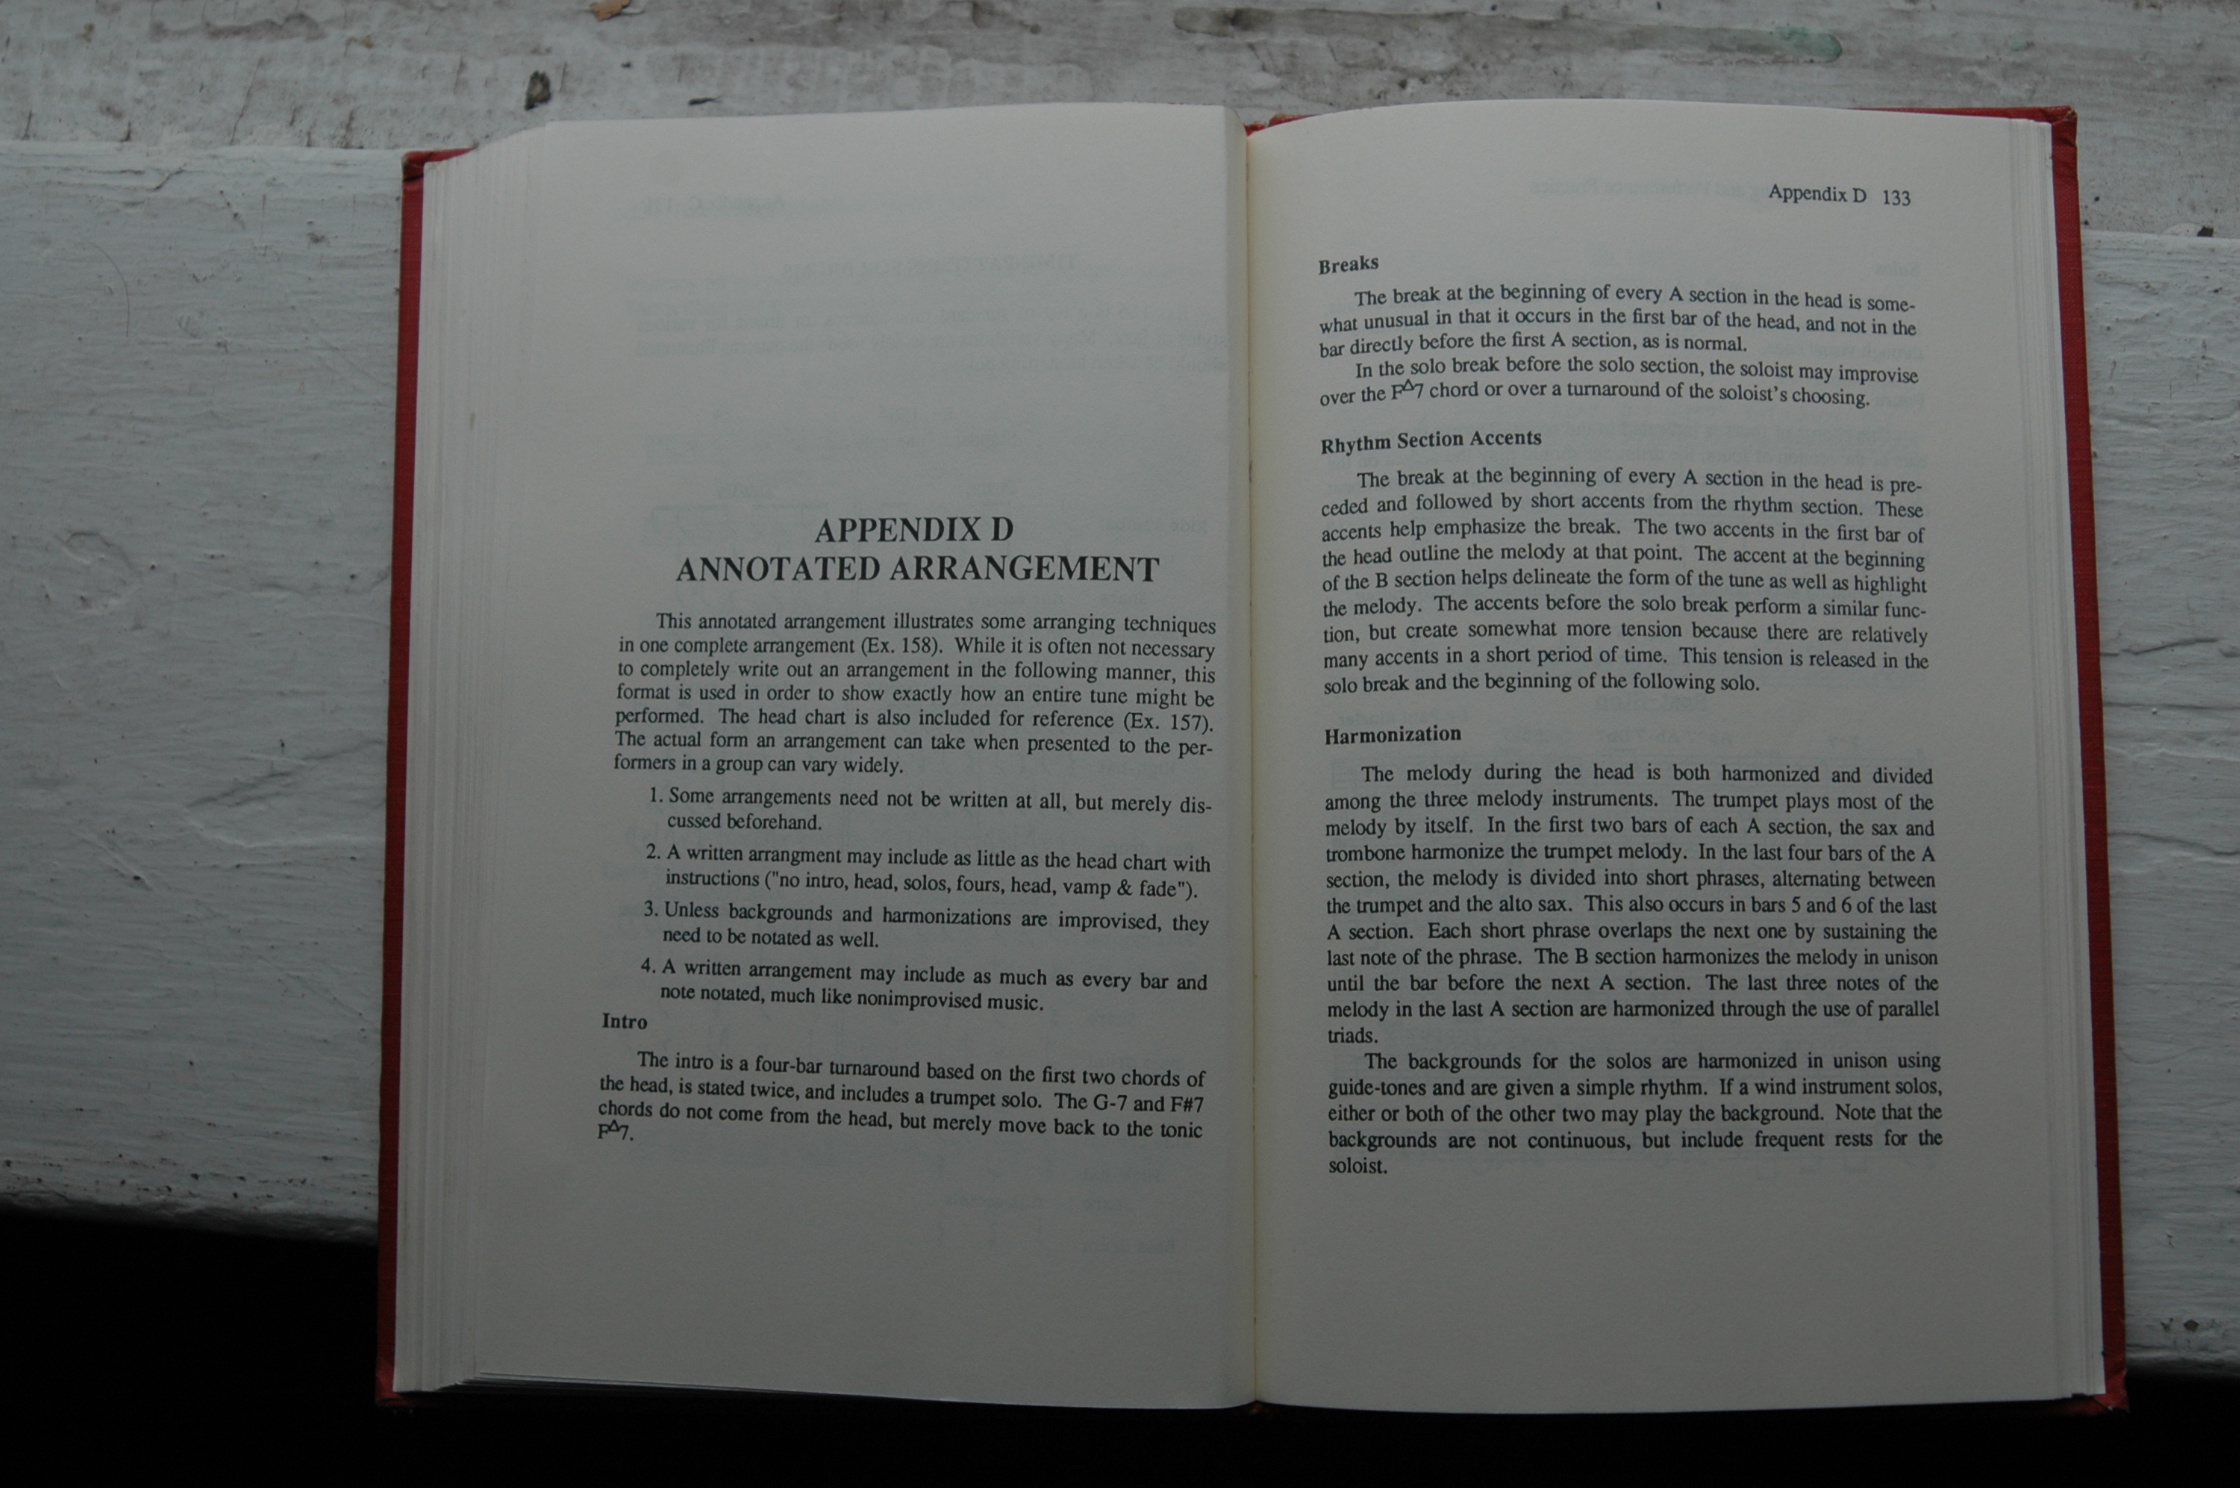 APPENDIX D
ANNOTATED ARRANGEMENT
This annotated arrangement illustrates some arranging techniques
in one complete arrangement (Ex. 158). While it is often not necessary
to completely write out an arrangement in the following manner, this
format is used in order to show exactly how an entire tune might be
performed. The head chart is also included for reference (Ex. 157).
The actual form an arrangement can take when presented to the per-
formers in a group can vary widely.
1. Some arrangements need not be written at all, but merely dis-
cussed beforehand.
2. A written arrangment may include as little as the head chart with
instructions ("no intro, head, solos, fours, head, vamp & fade").
3. Unless backgrounds and harmonizations are improvised, they
need to be notated as well.
4. A written arrangement may include as much as every bar and
note notated, much like nonimprovised music.
Intro
The intro is a four-bar turnaround based on the first two chords of
the head, is stated twice, and includes a trumpet solo. The G-7 and F#7
chords do not come from the head, but merely move back to the tonic
FΔ7.
Appendix D 133
Breaks
The break at the beginning of every A section in the head is some-
what unusual in that it occurs in the first bar of the head, and not in the
bar directly before the first A section, as is normal.
In the solo break before the solo section, the soloist may improvise
over the FΔ7 chord or over a turnaround of the soloist's choosing.
Rhythm Section Accents
The break at the beginning of every A section in the head is pre-
ceded and followed by short accents from the rhythm section. These
accents help emphasize the break. The two accents in the first bar of
the head outline the melody at that point. The accent at the beginning
of the B section helps delineate the form of the tune as well as highlight
the melody. The accents before the solo break perform a similar func-
tion, but create somewhat more tension because there are relatively
many accents in a short period of time. This tension is released in the
solo break and the beginning of the following solo.
Harmonization
The melody during the head is both harmonized and divided
among the three melody instruments. The trumpet plays most of the
melody by itself. In the first two bars of each A section, the sax and
trombone harmonize the trumpet melody. In the last four bars of the A
section, the melody is divided into short phrases, alternating between
the trumpet and the alto sax. This also occurs in bars 5 and 6 of the last
A section. Each short phrase overlaps the next one by sustaining the
last note of the phrase. The B section harmonizes the melody in unison
until the bar before the next A section. The last three notes of the
melody in the last A section are harmonized through the use of parallel
triads.
The backgrounds for the solos are harmonized in unison using
guide-tones and are given a simple rhythm. If a wind instrument solos,
either or both of the other two may play the background. Note that the
backgrounds are not continuous, but include frequent rests for the
soloist.